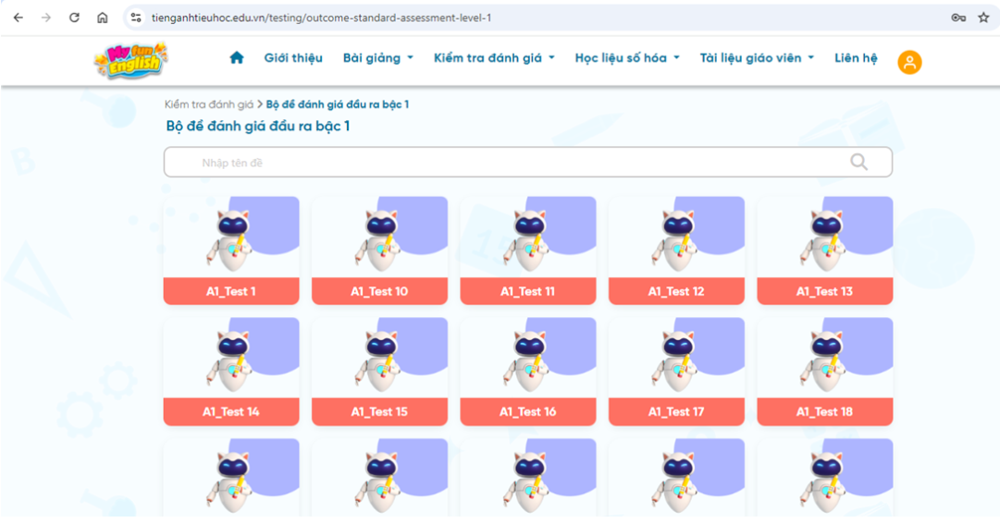 tienganhtieuhoc.edu.vn/testing/outcome-standard-assessment-level-1
My fun English
Giới thiệu Bài giảng Kiểm tra đánh giá Học liệu số hóa Tài liệu giáo viên Liên hệ
Kiểm tra đánh giá > Bộ đề đánh giá đầu ra bậc 1
Bộ đề đánh giá đầu ra bậc 1
Nhập tên đề
A1_Test 1 A1_Test 10 A1_Test 11 A1_Test 12 A1_Test 13
A1_Test 14 A1_Test 15 A1_Test 16 A1_Test 17 A1_Test 18